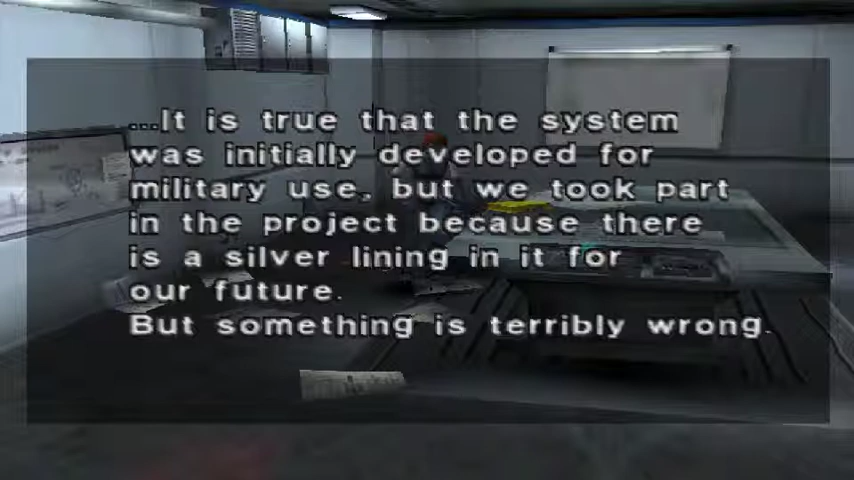 ...It is true that the system
was initially developed for
military use, but we took part
in the project because there
is a silver lining in it for
our future.
But something is terribly wrong.